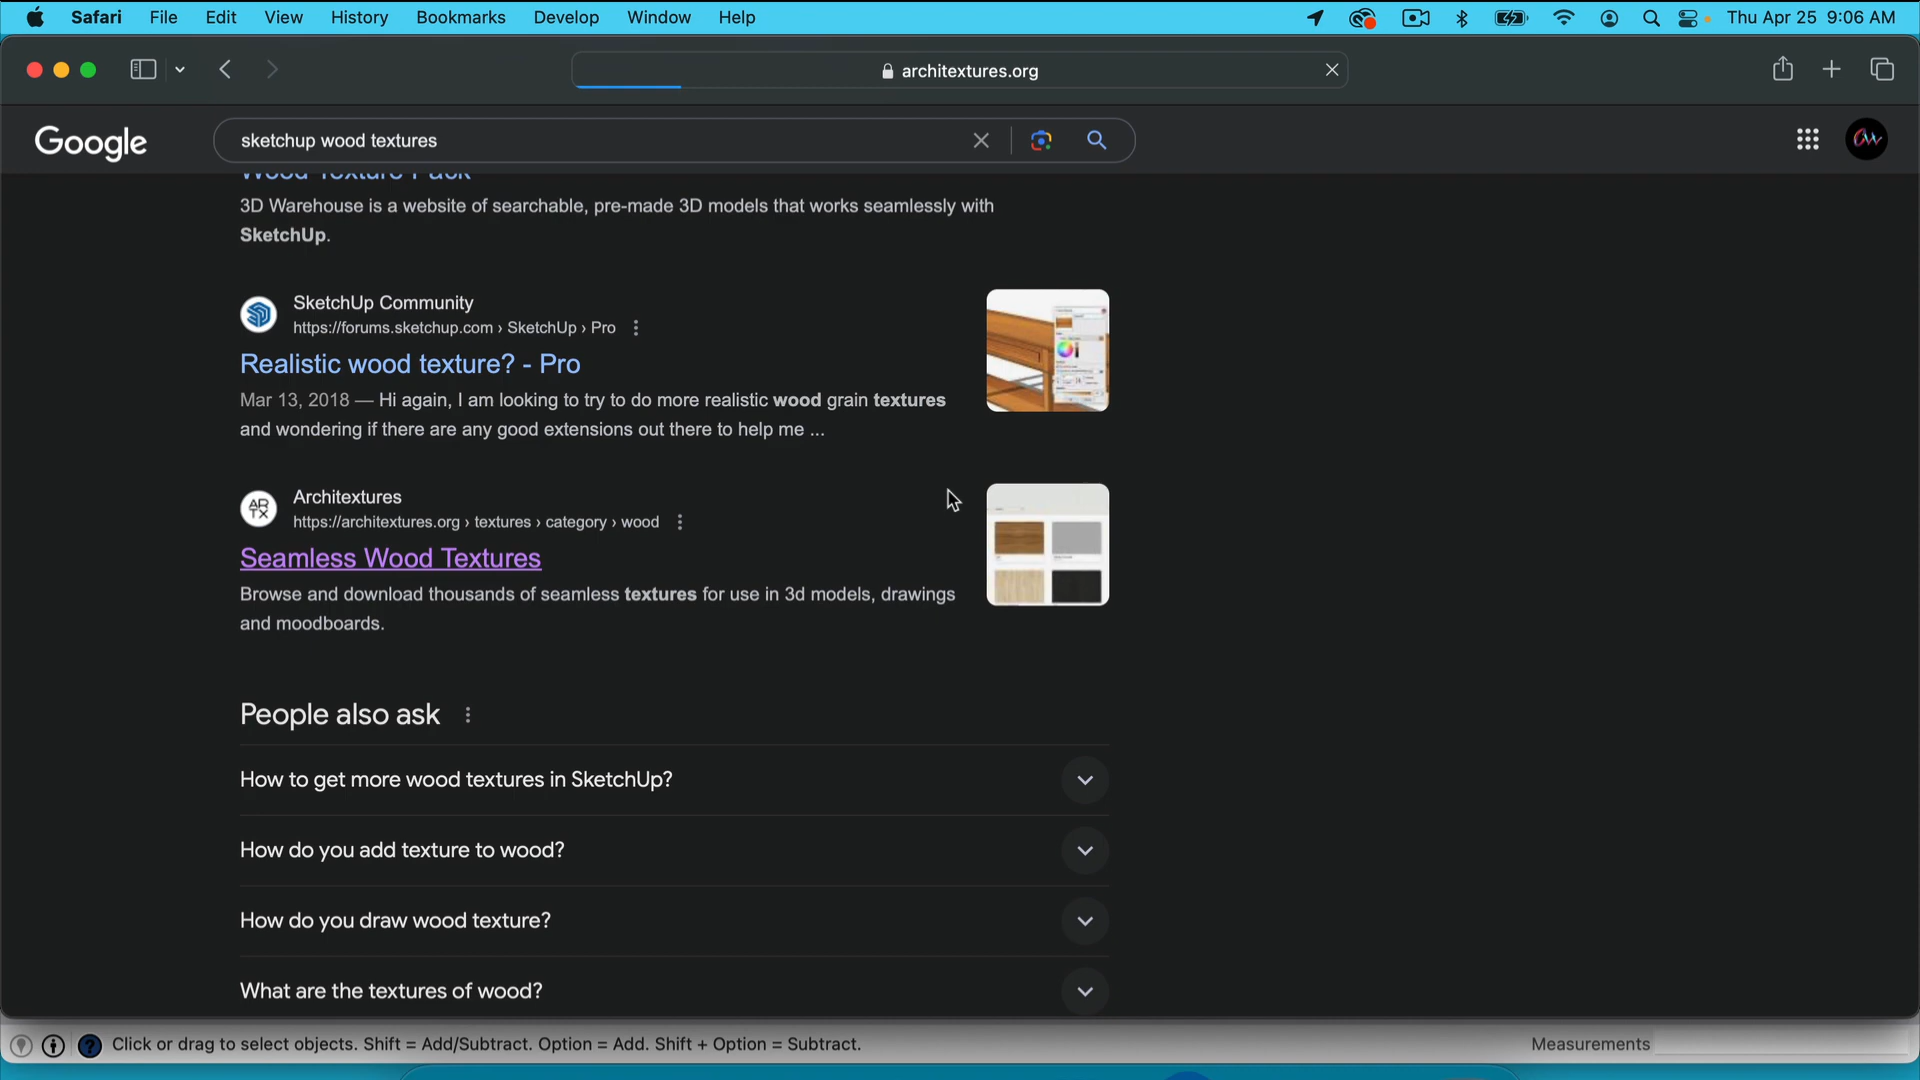 Safari File Edit View History Bookmarks Develop Window Help Thu Apr 25 9:06 AM
architextures.org
Google sketchup wood textures
Wood Texture Pack
3D Warehouse is a website of searchable, pre-made 3D models that works seamlessly with
SketchUp.
SketchUp Community
https://forums.sketchup.com › SketchUp › Pro
Realistic wood texture? - Pro
Mar 13, 2018 — Hi again, I am looking to try to do more realistic wood grain textures
and wondering if there are any good extensions out there to help me ...
AR
TX
Architextures
https://architextures.org › textures › category › wood
Seamless Wood Textures
Browse and download thousands of seamless textures for use in 3d models, drawings
and moodboards.
People also ask
How to get more wood textures in SketchUp?
How do you add texture to wood?
How do you draw wood texture?
What are the textures of wood?
Click or drag to select objects. Shift = Add/Subtract. Option = Add. Shift + Option = Subtract. Measurements